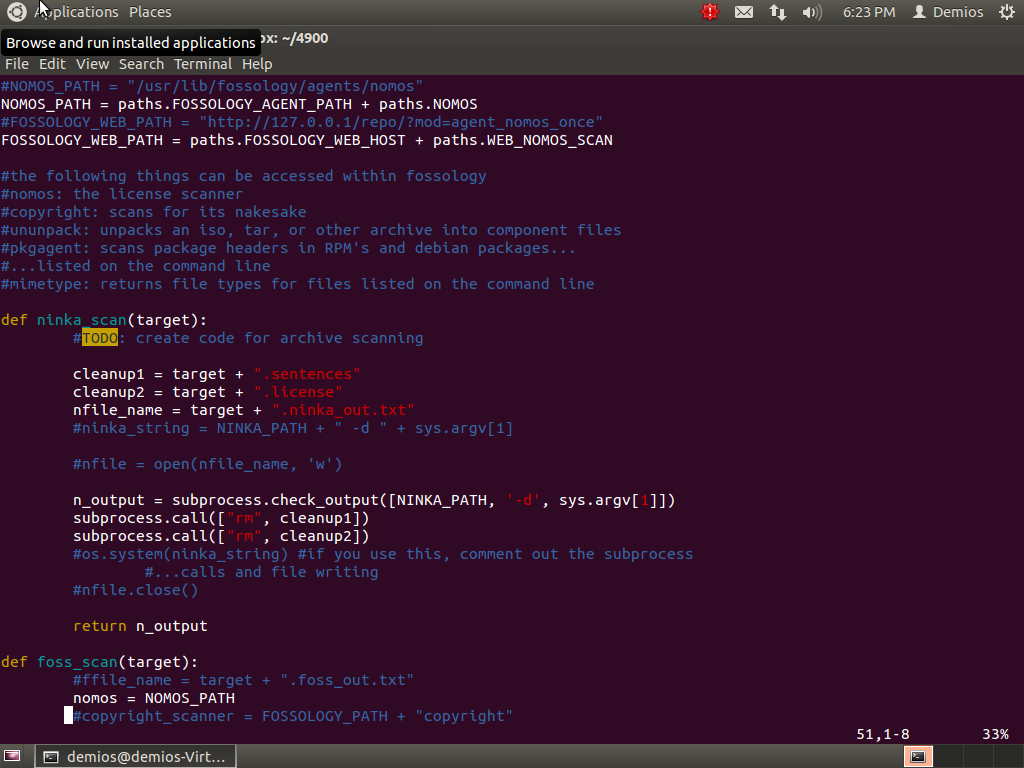 Applications Places 6:23 PM Demios
Browse and run installed applications ox: ~/4900
File Edit View Search Terminal Help
#NOMOS_PATH = "/usr/lib/fossology/agents/nomos"
NOMOS_PATH = paths.FOSSOLOGY_AGENT_PATH + paths.NOMOS
#FOSSOLOGY_WEB_PATH = "http://127.0.0.1/repo/?mod=agent_nomos_once"
FOSSOLOGY_WEB_PATH = paths.FOSSOLOGY_WEB_HOST + paths.WEB_NOMOS_SCAN
#the following things can be accessed within fossology
#nomos: the license scanner
#copyright: scans for its nakesake
#ununpack: unpacks an iso, tar, or other archive into component files
#pkgagent: scans package headers in RPM's and debian packages...
#...listed on the command line
#mimetype: returns file types for files listed on the command line
def ninka_scan(target):
#TODO: create code for archive scanning
cleanup1 = target + ".sentences"
cleanup2 = target + ".license"
nfile_name = target + ".ninka_out.txt"
#ninka_string = NINKA_PATH + " -d " + sys.argv[1]
#nfile = open(nfile_name, 'w')
n_output = subprocess.check_output([NINKA_PATH, '-d', sys.argv[1]])
subprocess.call(["rm", cleanup1])
subprocess.call(["rm", cleanup2])
#os.system(ninka_string) #if you use this, comment out the subprocess
#...calls and file writing
#nfile.close()
return n_output
def foss_scan(target):
#ffile_name = target + ".foss_out.txt"
nomos = NOMOS_PATH
#copyright_scanner = FOSSOLOGY_PATH + "copyright"
51,1-8 33%
demios@demios-Virt...